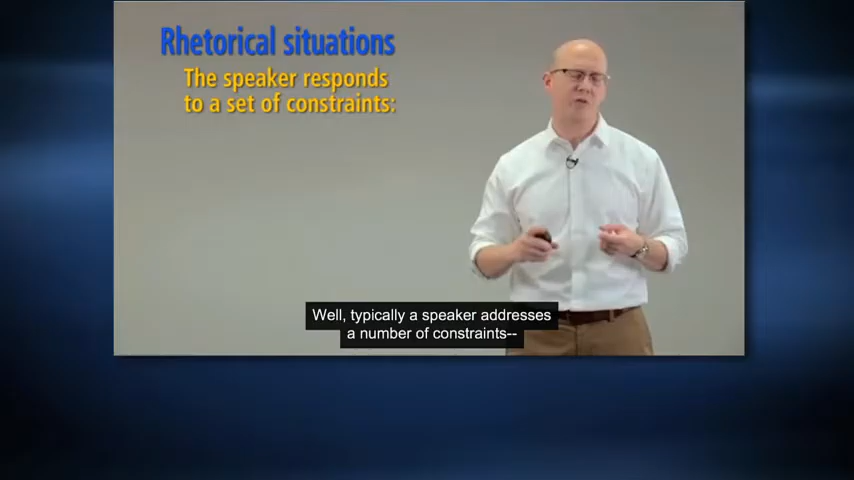 Rhetorical situations
The speaker responds
to a set of constraints:
Well, typically a speaker addresses
a number of constraints--